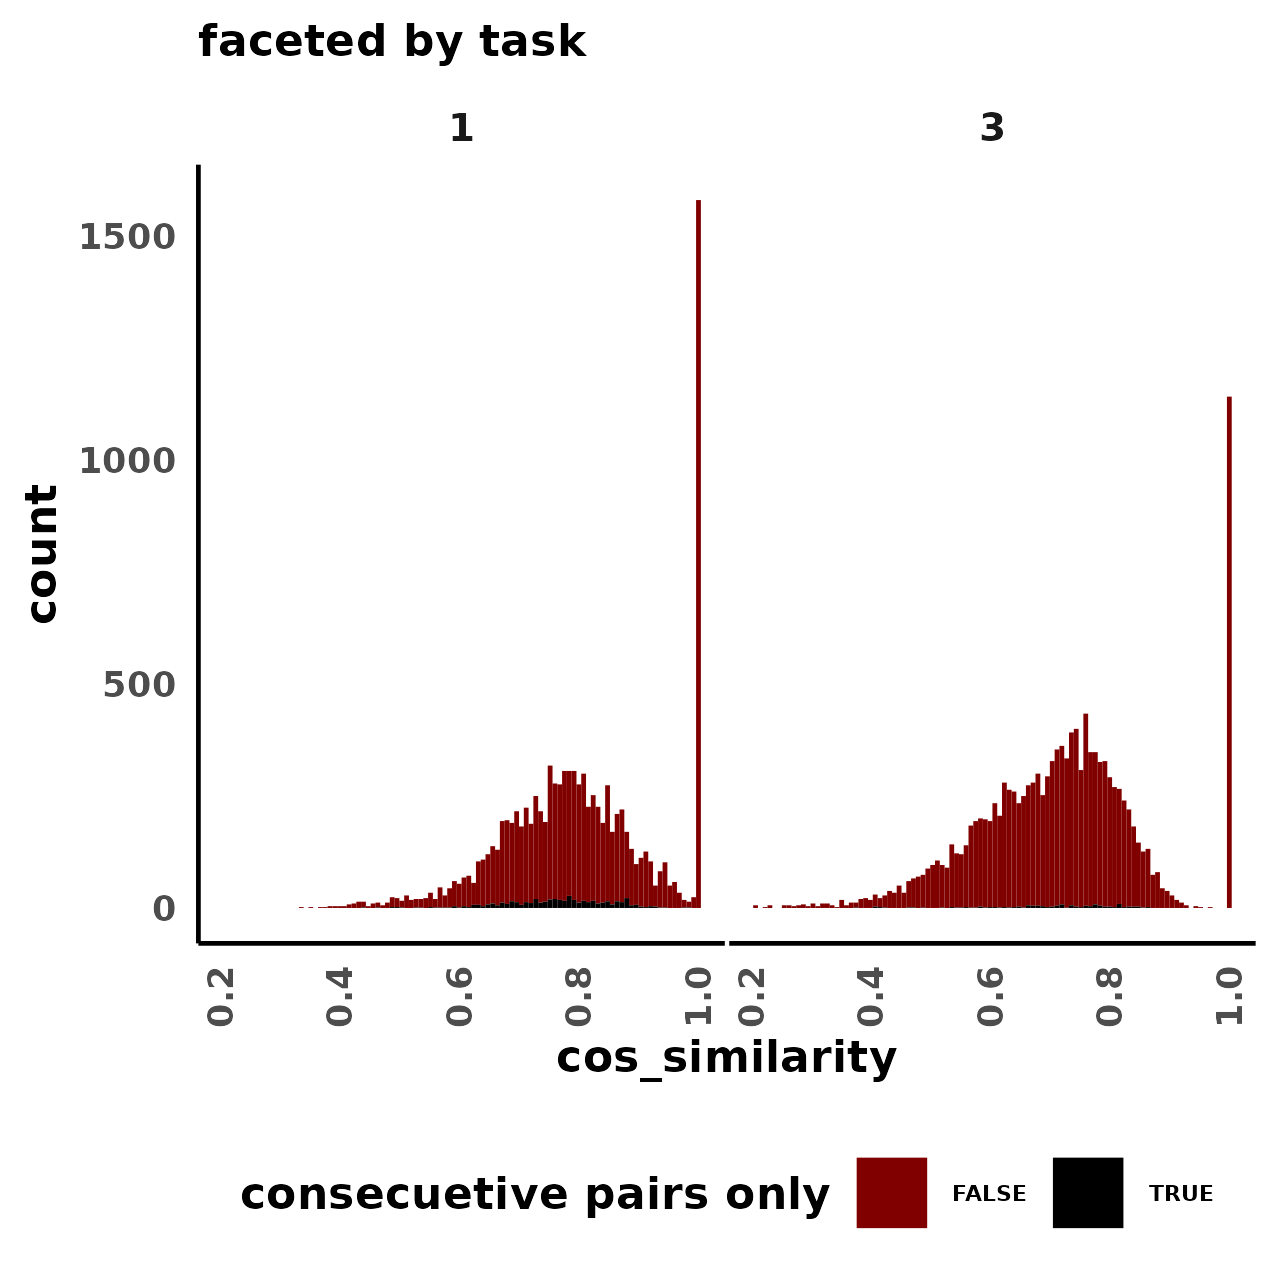 faceted by task
1 3
1500
1000
500
0
count
0.2 0.4 0.6 0.8 1.0 0.2 0.4 0.6 0.8 1.0
cos_similarity
consecuetive pairs only FALSE TRUE